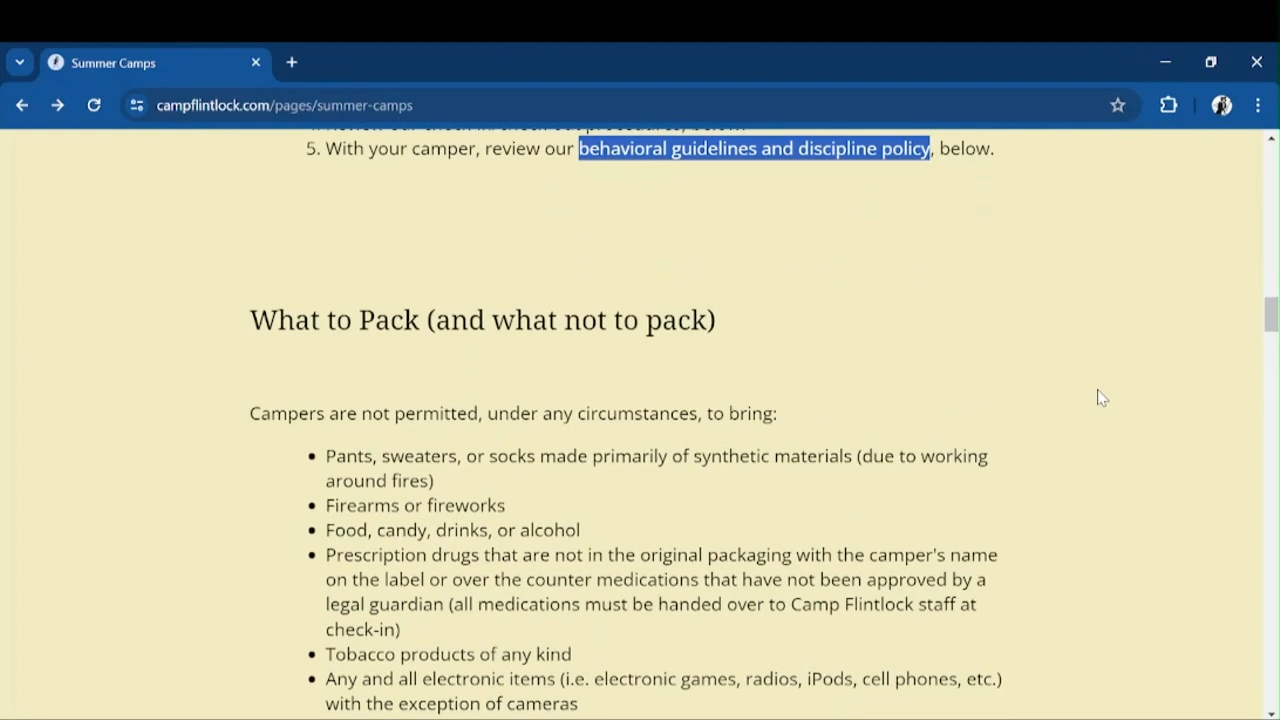 Summer Camps
campflintlock.com/pages/summer-camps
5. With your camper, review our behavioral guidelines and discipline policy, below.
What to Pack (and what not to pack)
Campers are not permitted, under any circumstances, to bring:
• Pants, sweaters, or socks made primarily of synthetic materials (due to working
around fires)
• Firearms or fireworks
• Food, candy, drinks, or alcohol
• Prescription drugs that are not in the original packaging with the camper's name
on the label or over the counter medications that have not been approved by a
legal guardian (all medications must be handed over to Camp Flintlock staff at
check-in)
• Tobacco products of any kind
• Any and all electronic items (i.e. electronic games, radios, iPods, cell phones, etc.)
with the exception of cameras